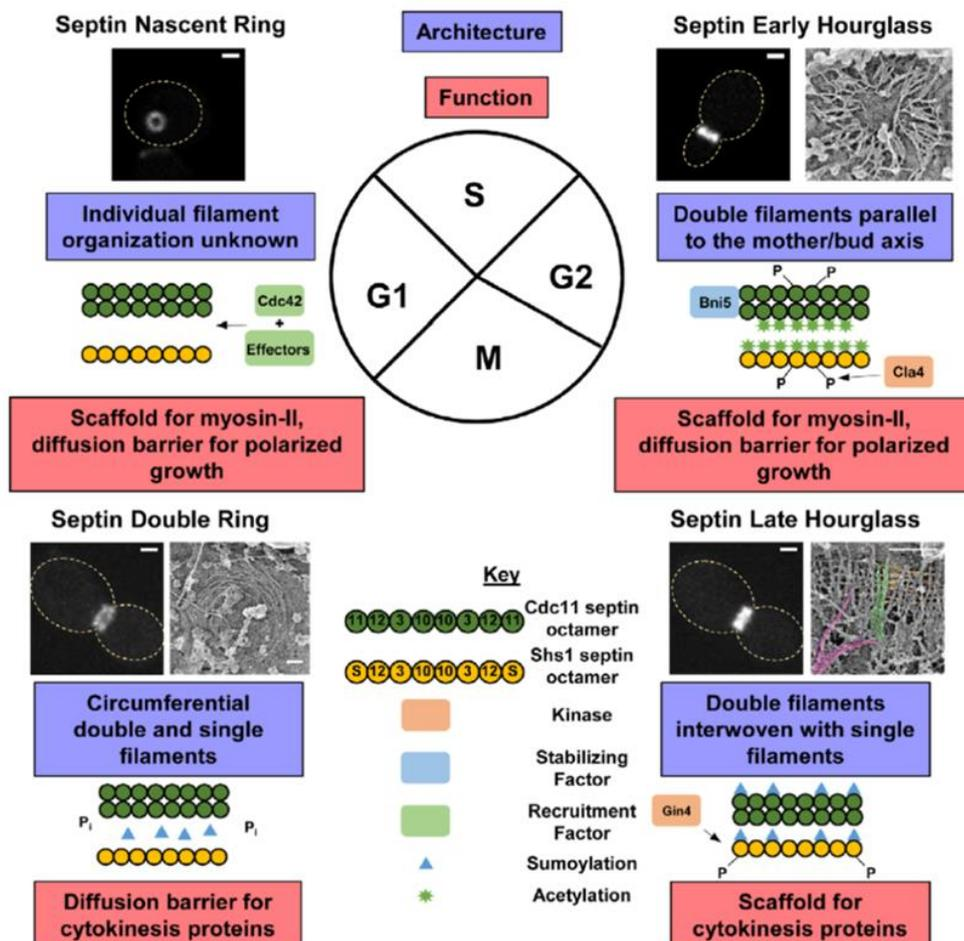 Septin Nascent Ring
Architecture
Function
Septin Early Hourglass
Individual filament
organization unknown
Cdc42
+
Effectors
Scaffold for myosin-II,
diffusion barrier for polarized
growth
S
G1
G2
M
Double filaments parallel
to the mother/bud axis
P P
Bni5
P P
Cla4
Scaffold for myosin-II,
diffusion barrier for polarized
growth
Septin Double Ring
Circumferential
double and single
filaments
Pi Pi
Diffusion barrier for
cytokinesis proteins
Key
11 12 3 10 10 3 12 11
Cdc11 septin
octamer
S 12 3 10 10 3 12 S
Shs1 septin
octamer
Kinase
Stabilizing
Factor
Recruitment
Factor
Sumoylation
Acetylation
Septin Late Hourglass
Double filaments
interwoven with single
filaments
Gin4
P P
Scaffold for
cytokinesis proteins